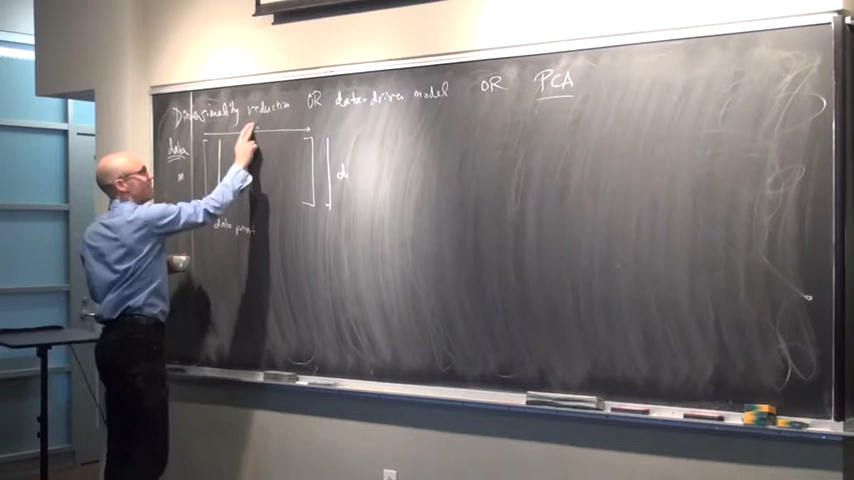 Dimensionality reduction OR data-driven model OR PCA
data
M
d
data point